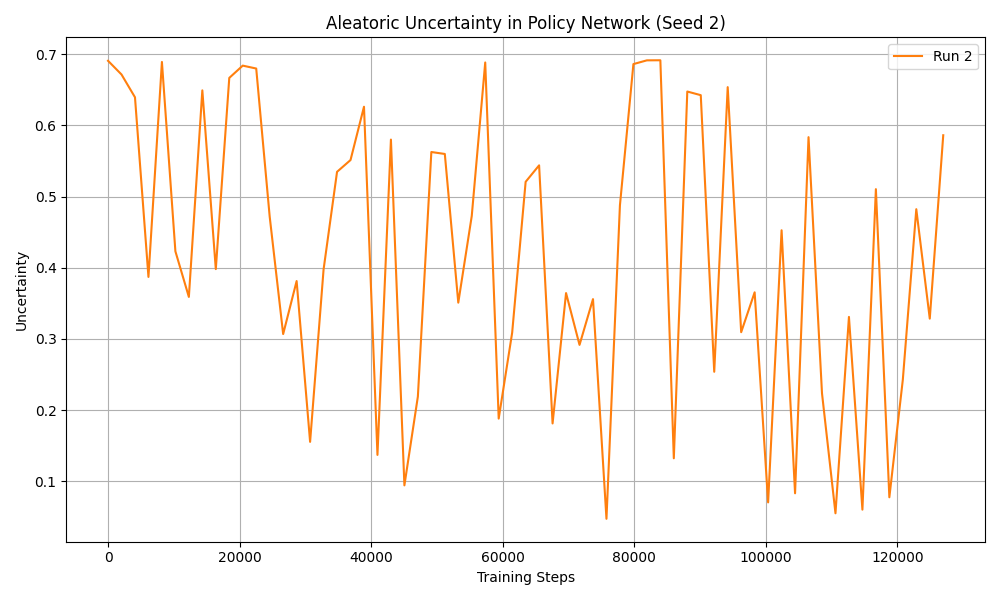 Aleatoric Uncertainty in Policy Network (Seed 2)
Run 2
Uncertainty
0.7
0.6
0.5
0.4
0.3
0.2
0.1
0 20000 40000 60000 80000 100000 120000
Training Steps